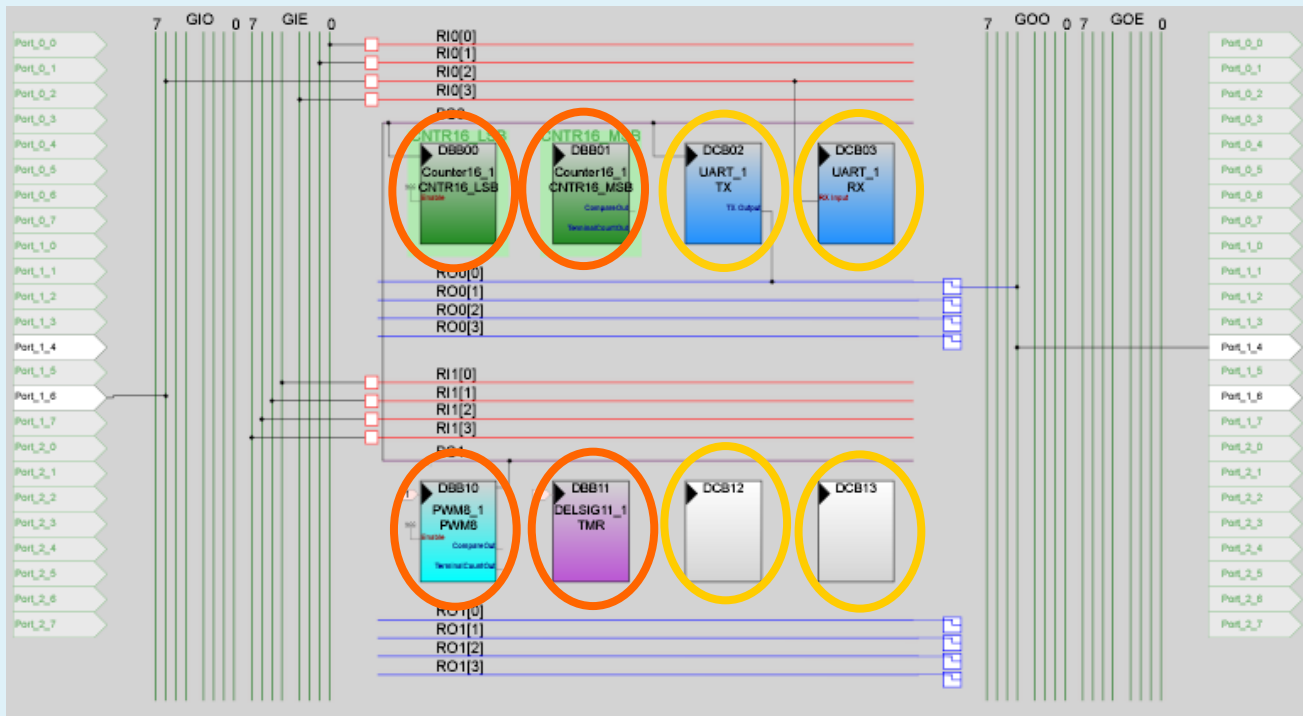 7 GIO 0 7 GIE 0
7 GOO 0 7 GOE 0
Port_0_0
Port_0_1
Port_0_2
Port_0_3
Port_0_4
Port_0_5
Port_0_6
Port_0_7
Port_1_0
Port_1_1
Port_1_2
Port_1_3
Port_1_4
Port_1_5
Port_1_6
Port_1_7
Port_2_0
Port_2_1
Port_2_2
Port_2_3
Port_2_4
Port_2_5
Port_2_6
Port_2_7
RI0[0]
RI0[1]
RI0[2]
RI0[3]
CNTR16_LSB
DBB00
Counter16_1
CNTR16_LSB
Enable
CNTR16_MSB
DBB01
Counter16_1
CNTR16_MSB
CompareOut
TerminalCountOut
DCB02
UART_1
TX
TX Output
DCB03
UART_1
RX
RX Input
RO0[0]
RO0[1]
RO0[2]
RO0[3]
RI1[0]
RI1[1]
RI1[2]
RI1[3]
DBB10
PWM8_1
PWM8
Enable
CompareOut
TerminalCountOut
DBB11
DELSIG11_1
TMR
DCB12
DCB13
RO1[0]
RO1[1]
RO1[2]
RO1[3]
Port_0_0
Port_0_1
Port_0_2
Port_0_3
Port_0_4
Port_0_5
Port_0_6
Port_0_7
Port_1_0
Port_1_1
Port_1_2
Port_1_3
Port_1_4
Port_1_5
Port_1_6
Port_1_7
Port_2_0
Port_2_1
Port_2_2
Port_2_3
Port_2_4
Port_2_5
Port_2_6
Port_2_7